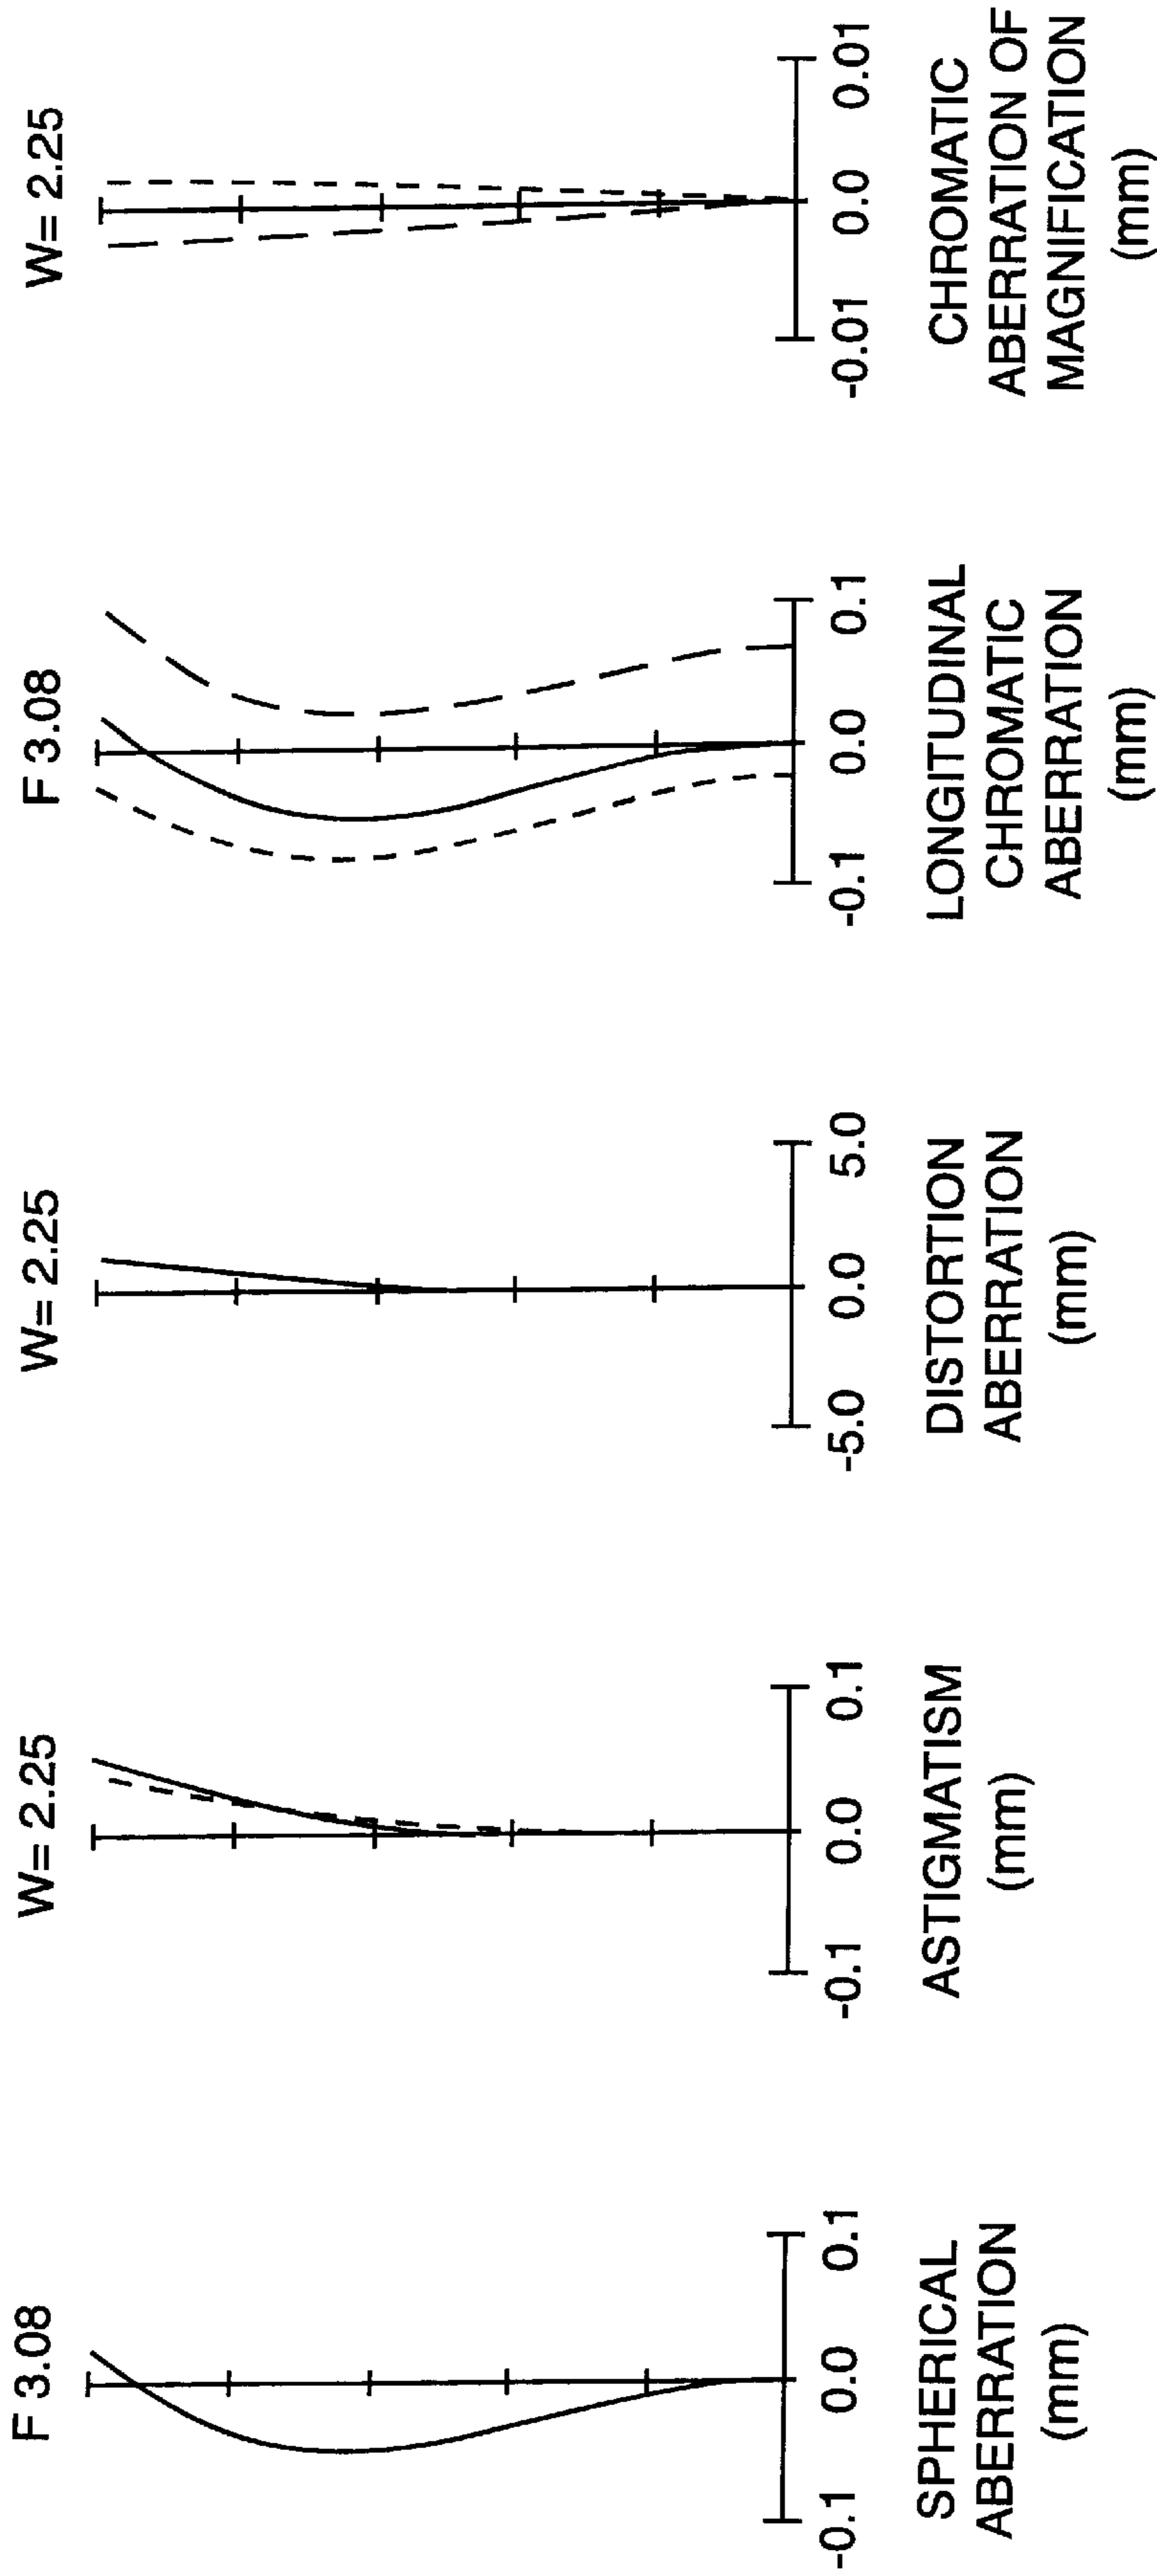 F 3.08
-0.1 0.0 0.1
SPHERICAL
ABERRATION
(mm)
W= 2.25
-0.1 0.0 0.1
ASTIGMATISM
(mm)
W= 2.25
-5.0 0.0 5.0
DISTORTION
ABERRATION
(mm)
F 3.08
-0.1 0.0 0.1
LONGITUDINAL
CHROMATIC
ABERRATION
(mm)
W= 2.25
-0.01 0.0 0.01
CHROMATIC
ABERRATION OF
MAGNIFICATION
(mm)